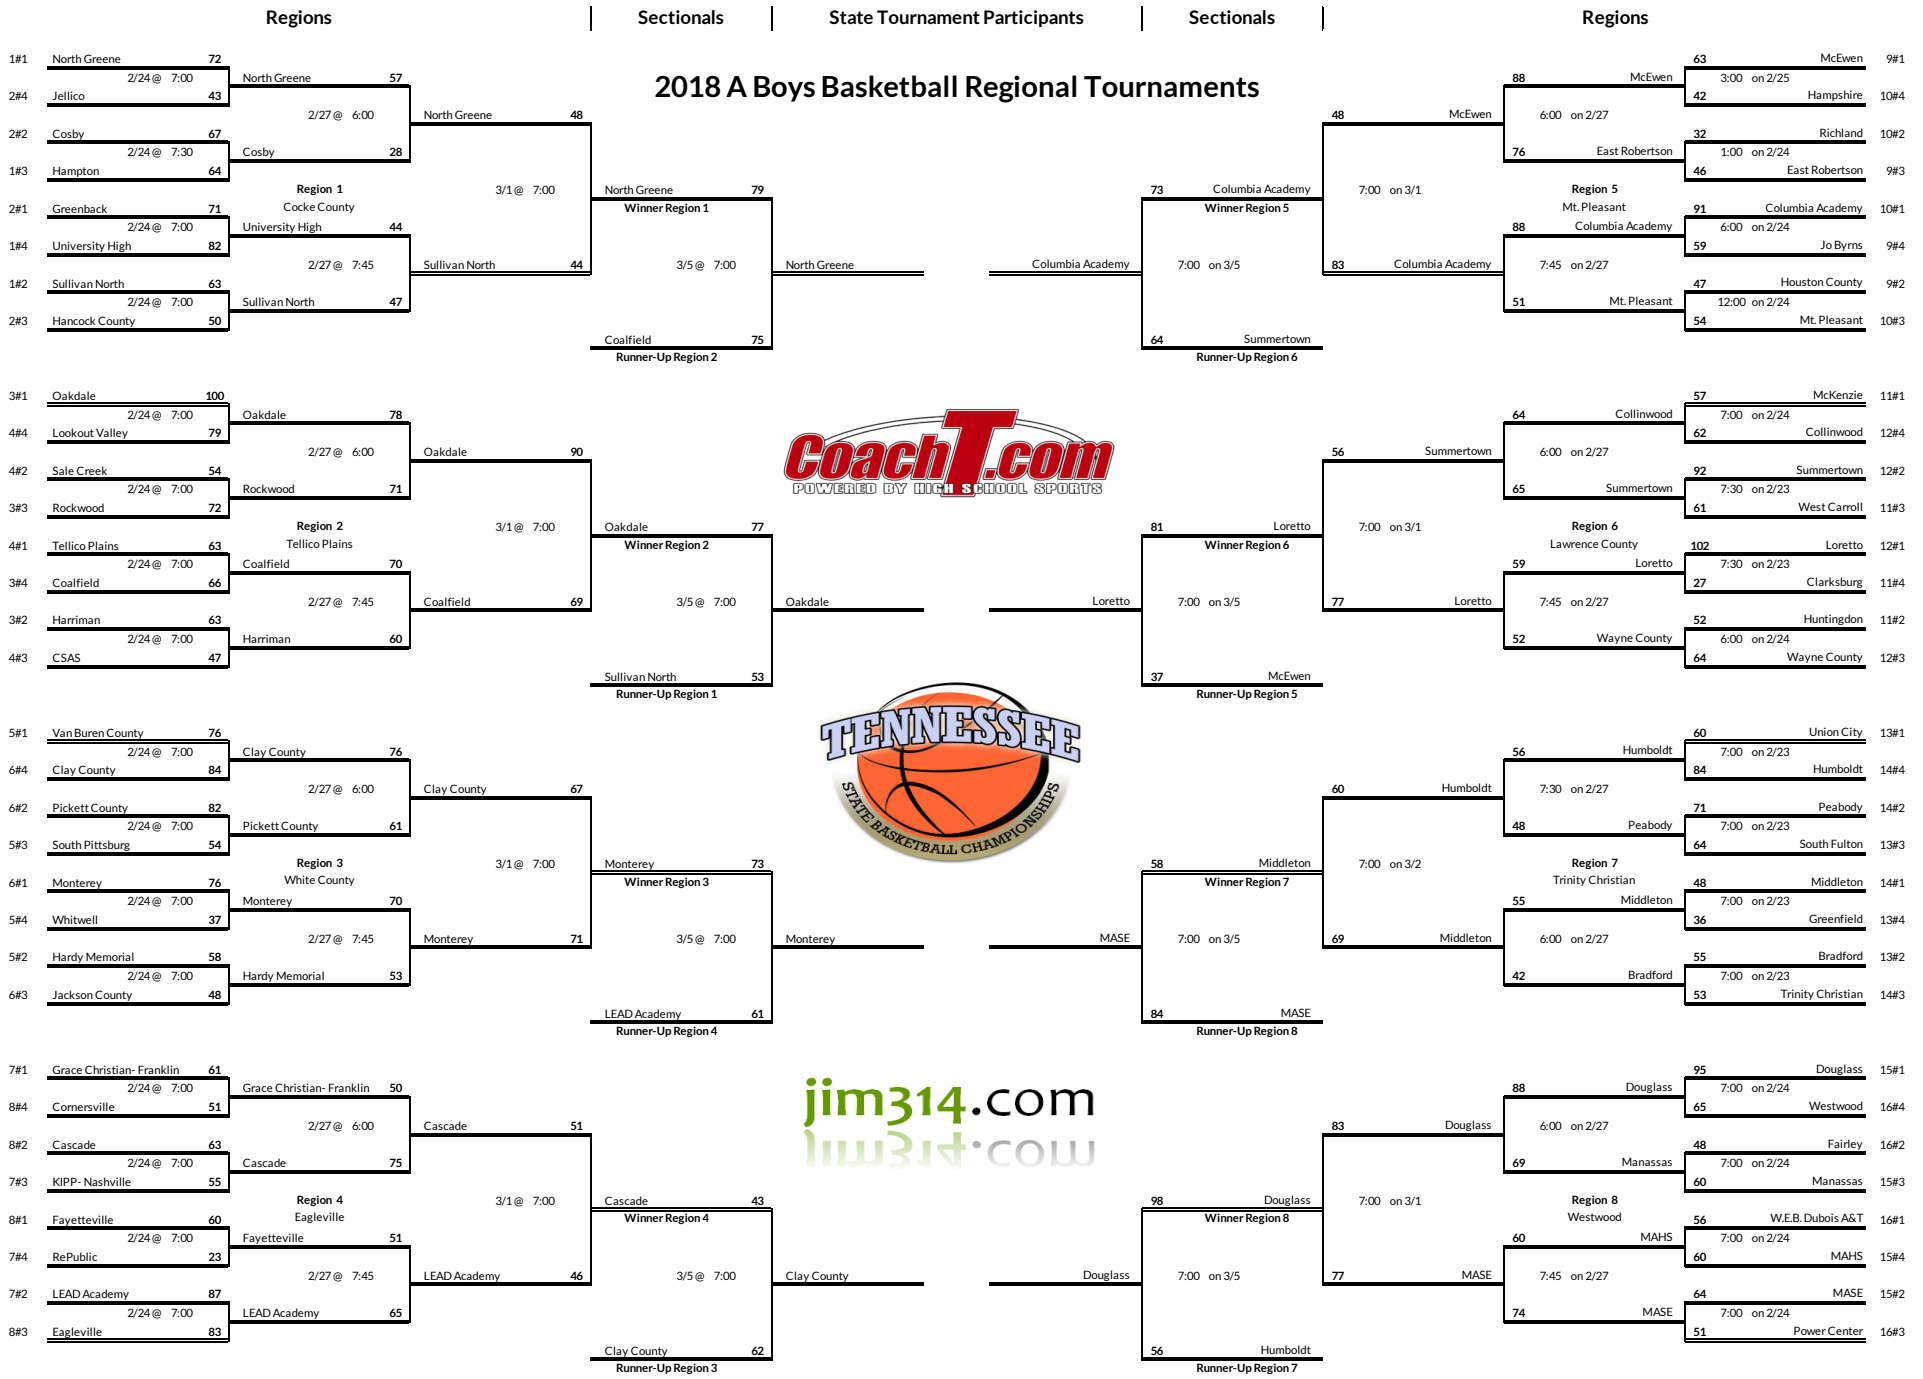 Regions Sectionals State Tournament Participants Sectionals Regions
2018 A Boys Basketball Regional Tournaments
1#1 North Greene 72
2/24 @ 7:00 North Greene 57
2#4 Jellico 43
2/27 @ 6:00 North Greene 48
2#2 Cosby 67
2/24 @ 7:30 Cosby 28
1#3 Hampton 64
Region 1 3/1 @ 7:00 North Greene 79
Cocke County Winner Region 1
2#1 Greenback 71
2/24 @ 7:00 University High 44
1#4 University High 82
2/27 @ 7:45 Sullivan North 44 3/5 @ 7:00 North Greene
1#2 Sullivan North 63
2/24 @ 7:00 Sullivan North 47
2#3 Hancock County 50
Coalfield 75
Runner-Up Region 2
3#1 Oakdale 100
2/24 @ 7:00 Oakdale 78
4#4 Lookout Valley 79
2/27 @ 6:00 Oakdale 90
4#2 Sale Creek 54
2/24 @ 7:00 Rockwood 71
3#3 Rockwood 72
Region 2 3/1 @ 7:00 Oakdale 77
Tellico Plains Winner Region 2
4#1 Tellico Plains 63
2/24 @ 7:00 Coalfield 70
3#4 Coalfield 66
2/27 @ 7:45 Coalfield 69 3/5 @ 7:00 Oakdale
3#2 Harriman 63
2/24 @ 7:00 Harriman 60
4#3 CSAS 47
Sullivan North 53
Runner-Up Region 1
5#1 Van Buren County 76
2/24 @ 7:00 Clay County 76
6#4 Clay County 84
2/27 @ 6:00 Clay County 67
6#2 Pickett County 82
2/24 @ 7:00 Pickett County 61
5#3 South Pittsburg 54
Region 3 3/1 @ 7:00 Monterey 73
White County Winner Region 3
6#1 Monterey 76
2/24 @ 7:00 Monterey 70
5#4 Whitwell 37
2/27 @ 7:45 Monterey 71 3/5 @ 7:00 Monterey
5#2 Hardy Memorial 58
2/24 @ 7:00 Hardy Memorial 53
6#3 Jackson County 48
LEAD Academy 61
Runner-Up Region 4
7#1 Grace Christian- Franklin 61
2/24 @ 7:00 Grace Christian- Franklin 50
8#4 Cornersville 51
2/27 @ 6:00 Cascade 51
8#2 Cascade 63
2/24 @ 7:00 Cascade 75
7#3 KIPP- Nashville 55
Region 4 3/1 @ 7:00 Cascade 43
Eagleville Winner Region 4
8#1 Fayetteville 60
2/24 @ 7:00 Fayetteville 51
7#4 RePublic 23
2/27 @ 7:45 LEAD Academy 46 3/5 @ 7:00 Clay County
7#2 LEAD Academy 87
2/24 @ 7:00 LEAD Academy 65
8#3 Eagleville 83
Clay County 62
Runner-Up Region 3
CoachT.com
POWERED BY HIGH SCHOOL SPORTS
TENNESSEE
STATE BASKETBALL CHAMPIONSHIPS
jim314.com
63 McEwen 9#1
88 McEwen 3:00 on 2/25
42 Hampshire 10#4
48 McEwen 6:00 on 2/27
32 Richland 10#2
76 East Robertson 1:00 on 2/24
46 East Robertson 9#3
73 Columbia Academy 7:00 on 3/1 Region 5
Winner Region 5 Mt. Pleasant
91 Columbia Academy 10#1
88 Columbia Academy 6:00 on 2/24
59 Jo Byrns 9#4
Columbia Academy 7:00 on 3/5 83 Columbia Academy 7:45 on 2/27
47 Houston County 9#2
51 Mt. Pleasant 12:00 on 2/24
54 Mt. Pleasant 10#3
64 Summertown
Runner-Up Region 6
57 McKenzie 11#1
64 Collinwood 7:00 on 2/24
62 Collinwood 12#4
56 Summertown 6:00 on 2/27
92 Summertown 12#2
65 Summertown 7:30 on 2/23
61 West Carroll 11#3
81 Loretto 7:00 on 3/1 Region 6
Winner Region 6 Lawrence County
102 Loretto 12#1
59 Loretto 7:30 on 2/23
27 Clarksburg 11#4
Loretto 7:00 on 3/5 77 Loretto 7:45 on 2/27
52 Huntingdon 11#2
52 Wayne County 6:00 on 2/24
64 Wayne County 12#3
37 McEwen
Runner-Up Region 5
60 Union City 13#1
56 Humboldt 7:00 on 2/23
84 Humboldt 14#4
60 Humboldt 7:30 on 2/27
71 Peabody 14#2
48 Peabody 7:00 on 2/23
64 South Fulton 13#3
58 Middleton 7:00 on 3/2 Region 7
Winner Region 7 Trinity Christian
48 Middleton 14#1
55 Middleton 7:00 on 2/23
36 Greenfield 13#4
MASE 7:00 on 3/5 69 Middleton 6:00 on 2/27
55 Bradford 13#2
42 Bradford 7:00 on 2/23
53 Trinity Christian 14#3
84 MASE
Runner-Up Region 8
95 Douglass 15#1
88 Douglass 7:00 on 2/24
65 Westwood 16#4
83 Douglass 6:00 on 2/27
48 Fairley 16#2
69 Manassas 7:00 on 2/24
60 Manassas 15#3
98 Douglass 7:00 on 3/1 Region 8
Winner Region 8 Westwood
56 W.E.B. Dubois A&T 16#1
60 MAHS 7:00 on 2/24
60 MAHS 15#4
Douglass 7:00 on 3/5 77 MASE 7:45 on 2/27
64 MASE 15#2
74 MASE 7:00 on 2/24
51 Power Center 16#3
56 Humboldt
Runner-Up Region 7